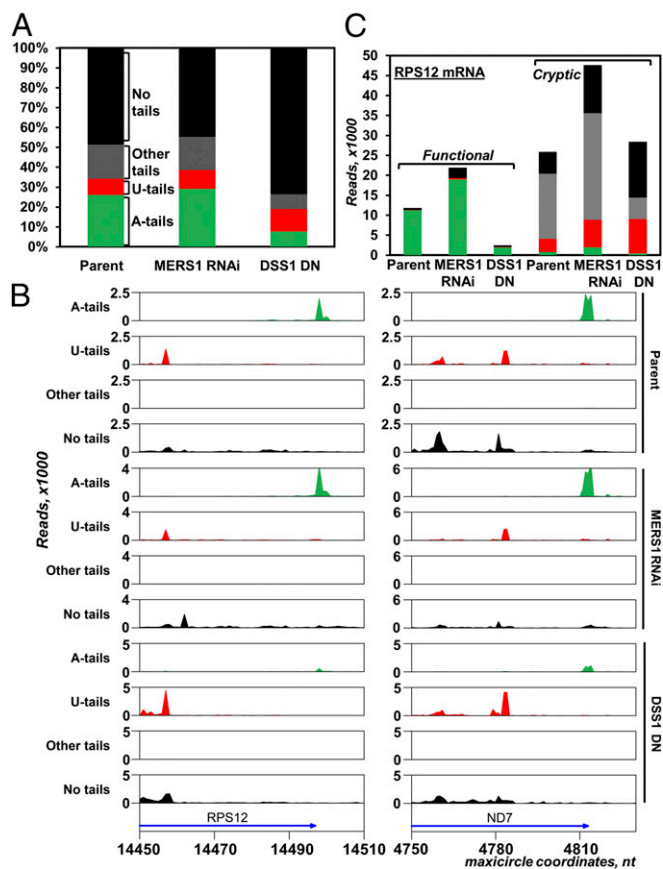 A
100%
90%
80%
70%
60%
50%
40%
30%
20%
10%
0%
No
tails
Other
tails
U-tails
A-tails
Parent MERS1 RNAi DSS1 DN
C
Reads, x1000
50
45
40
35
30
25
20
15
10
5
0
RPS12 mRNA
Cryptic
Functional
Parent MERS1 DSS1 Parent MERS1 DSS1
RNAi DN RNAi DN
B
Reads, x1000
A-tails 2.5 0 2.5 0
U-tails 2.5 0 2.5 0
Other tails 2.5 0 2.5 0
No tails 2.5 0 2.5 0
Parent
A-tails 4 0 6 0
U-tails 4 0 6 0
Other tails 4 0 6 0
No tails 4 0 6 0
MERS1 RNAi
A-tails 5 0 5 0
U-tails 5 0 5 0
Other tails 5 0 5 0
No tails 5 0 5 0
DSS1 DN
RPS12 ND7
14450 14470 14490 14510 4750 4780 4810
maxicircle coordinates, nt